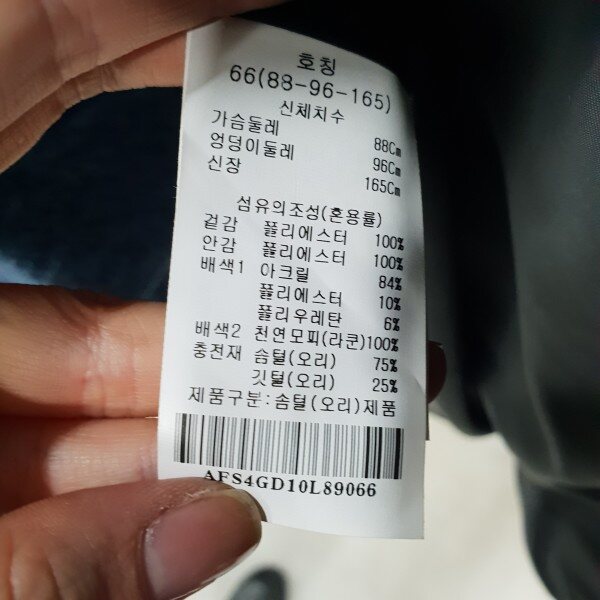 호칭
66(88-96-165)
신체치수
가슴둘레 88Cm
엉덩이둘레 96Cm
신장 165Cm
섬유의조성(혼용률)
겉감 폴리에스터 100%
안감 폴리에스터 100%
배색1 아크릴 84%
폴리에스터 10%
폴리우레탄 6%
배색2 천연모피(라쿤)100%
충전재 솜털(오리) 75%
깃털(오리) 25%
제품구분:솜털(오리)제품
AFS4GD10L89066